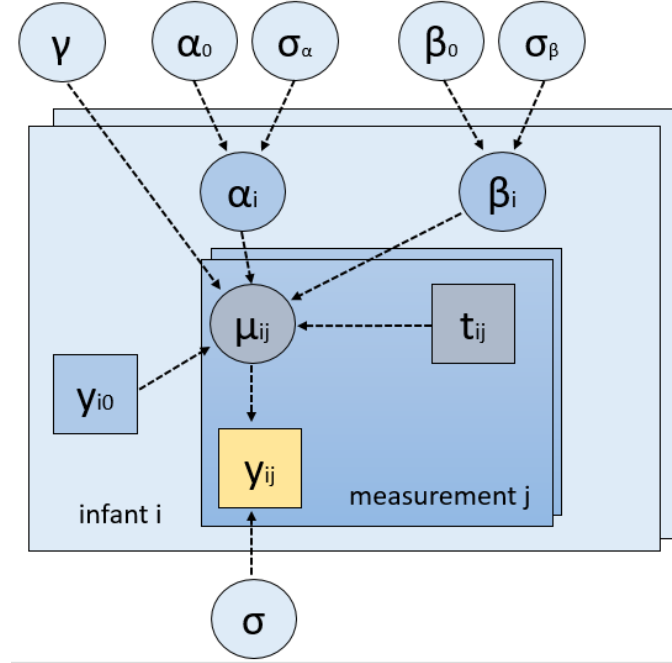 γ α₀ σα β₀ σβ
αi βi
μij tij
yi0
yij
measurement j
infant i
σ